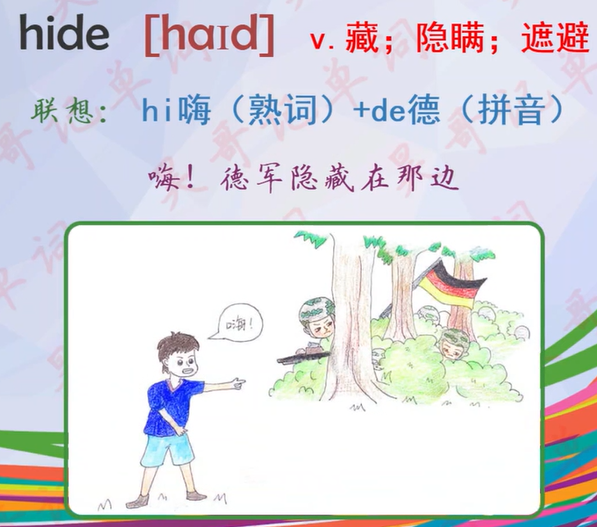 hide [haɪd] v.藏；隐瞒；遮避
联想： hi嗨（熟词）+de德（拼音）
嗨！德军隐藏在那边
嗨！